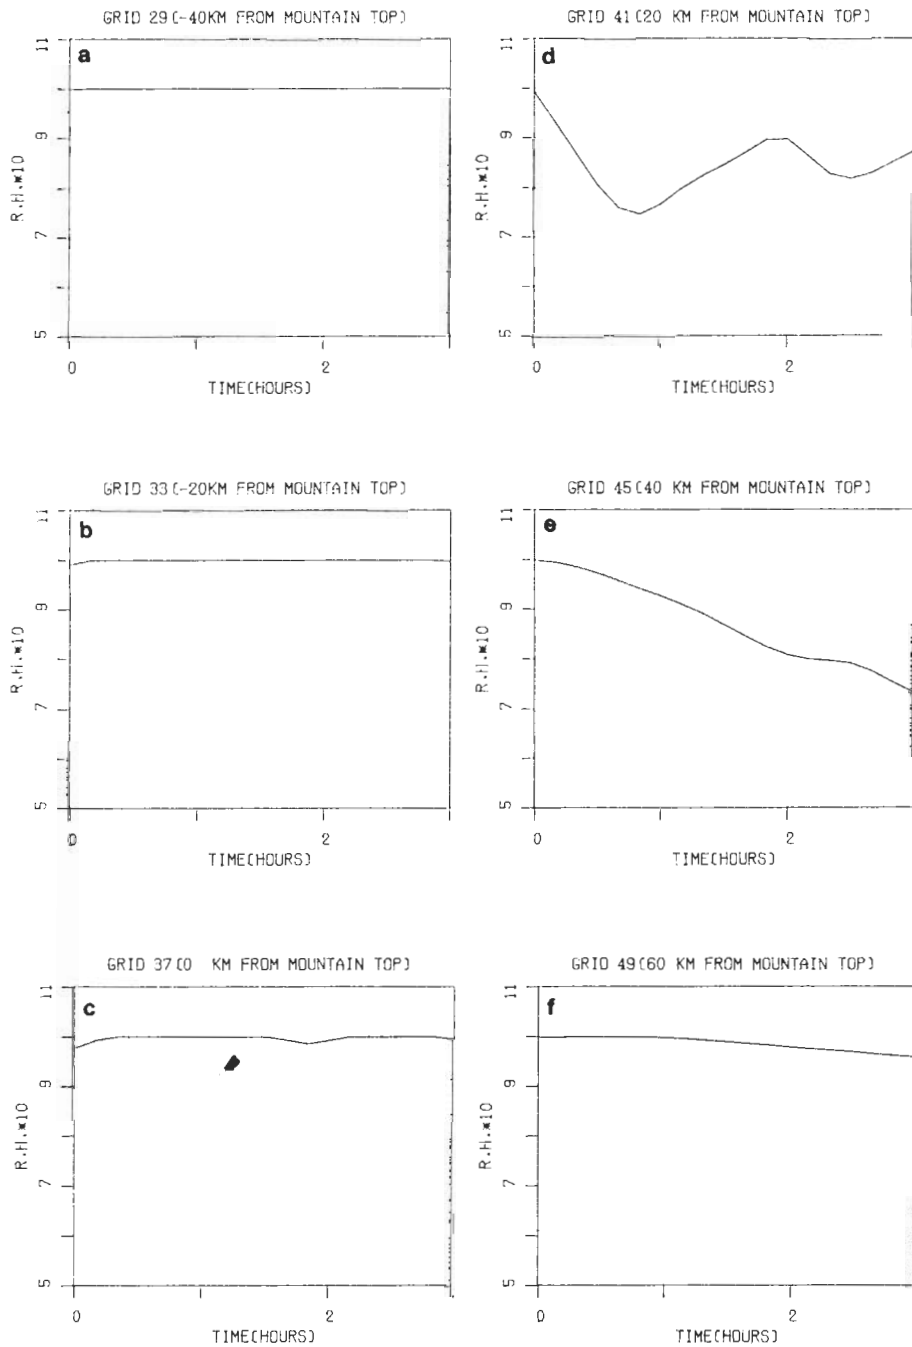 GRID 29 (-40KM FROM MOUNTAIN TOP)
a
11
9
7
5
R.H.*10
0
2
TIME(HOURS)
GRID 41 (20 KM FROM MOUNTAIN TOP)
d
11
9
7
5
R.H.*10
0
2
TIME(HOURS)
GRID 33 (-20KM FROM MOUNTAIN TOP)
b
11
9
7
5
R.H.*10
0
2
TIME(HOURS)
GRID 45 (40 KM FROM MOUNTAIN TOP)
e
11
9
7
5
R.H.*10
0
2
TIME(HOURS)
GRID 37 (0 KM FROM MOUNTAIN TOP)
c
11
9
7
5
R.H.*10
0
2
TIME(HOURS)
GRID 49 (60 KM FROM MOUNTAIN TOP)
f
11
9
7
5
R.H.*10
0
2
TIME(HOURS)